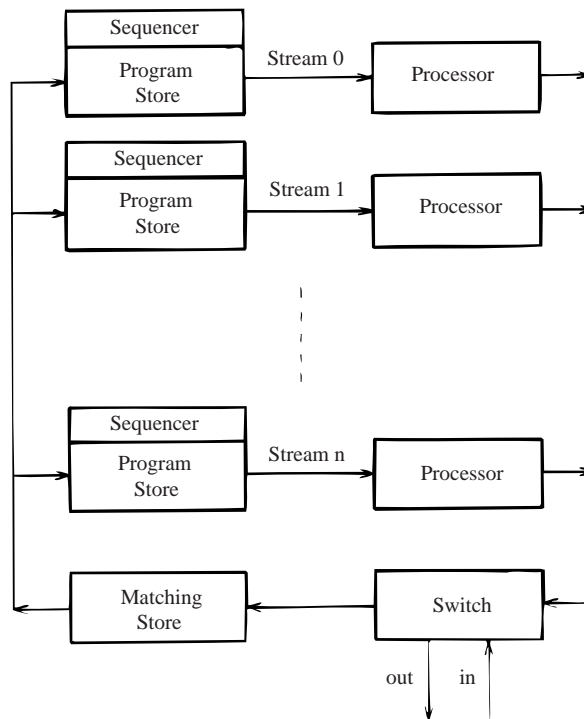 Sequencer
Program
Store
Stream 0
Processor
Sequencer
Program
Store
Stream 1
Processor
Sequencer
Program
Store
Stream n
Processor
Matching
Store
Switch
out
in